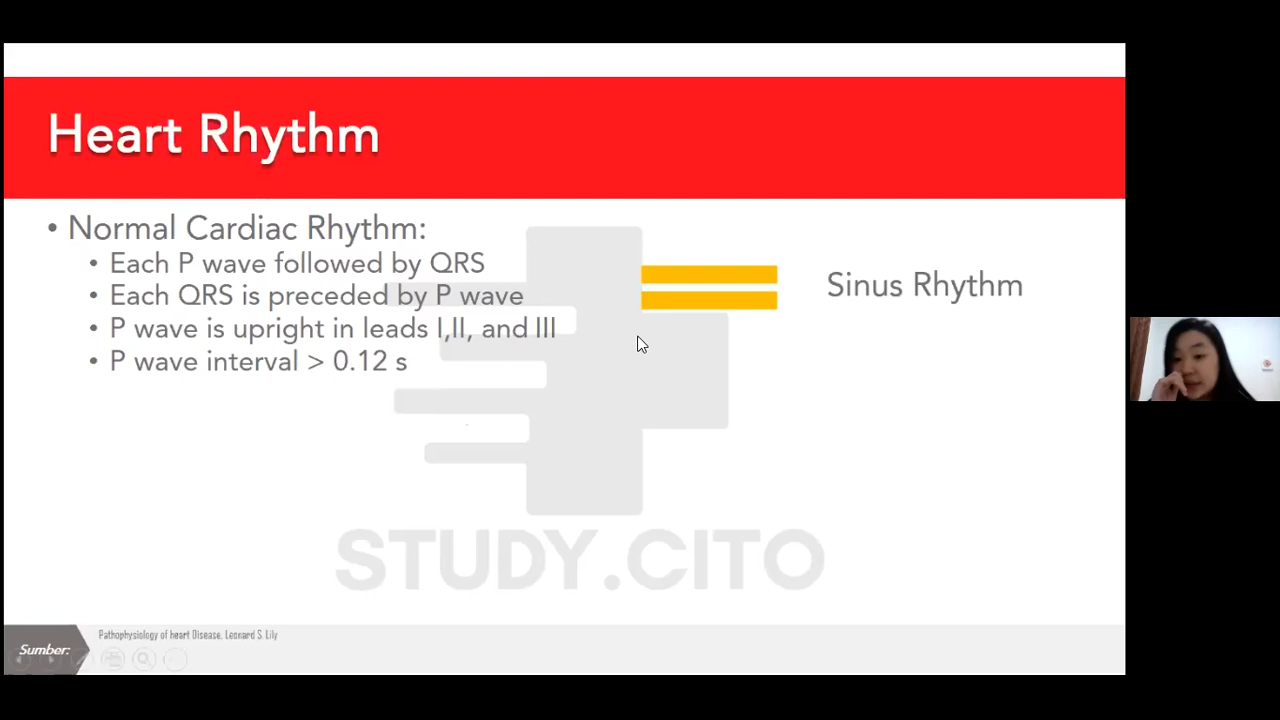 Heart Rhythm
• Normal Cardiac Rhythm:
• Each P wave followed by QRS
• Each QRS is preceded by P wave
• P wave is upright in leads I,II, and III
• P wave interval > 0.12 s
Sinus Rhythm
STUDY.CITO
Pathophysiology of heart Disease, Leonard S. Lily
Sumber: